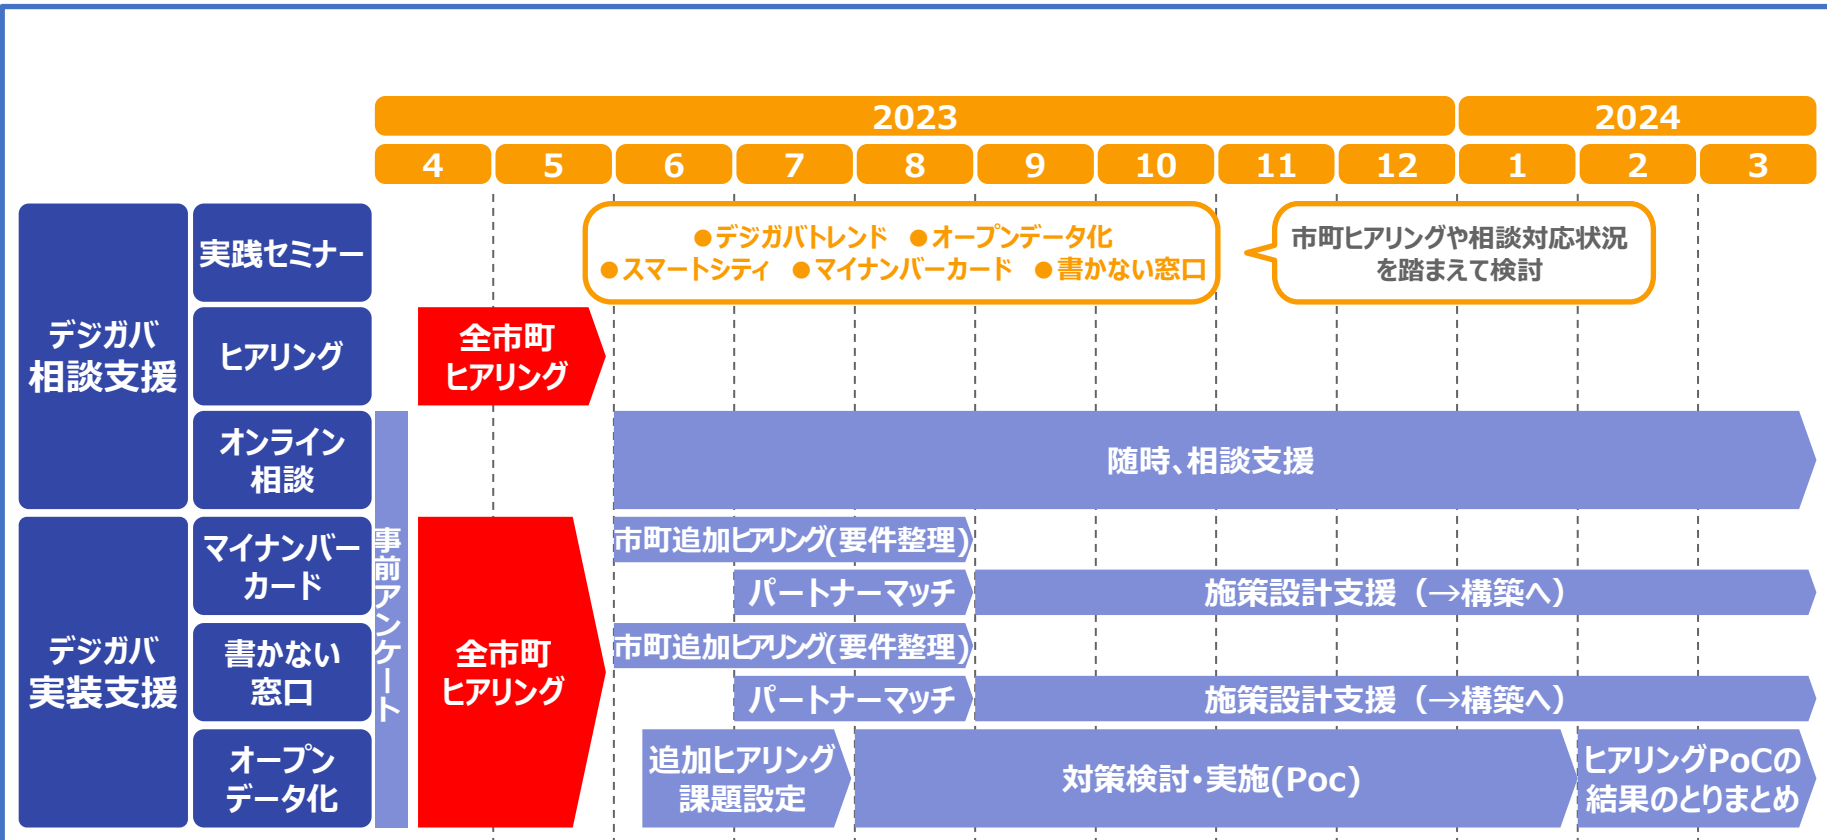 2023
2024
4
5
6
7
8
9
10
11
12
1
2
3
デジガバ
相談支援
実践セミナー
●デジガバトレンド ●オープンデータ化
●スマートシティ ●マイナンバーカード ●書かない窓口
市町ヒアリングや相談対応状況
を踏まえて検討
ヒアリング
全市町
ヒアリング
オンライン
相談
随時、相談支援
事前アンケート
デジガバ
実装支援
マイナンバー
カード
全市町
ヒアリング
市町追加ヒアリング(要件整理)
パートナーマッチ
施策設計支援（→構築へ）
書かない
窓口
市町追加ヒアリング(要件整理)
パートナーマッチ
施策設計支援（→構築へ）
オープン
データ化
追加ヒアリング
課題設定
対策検討・実施(Poc)
ヒアリングPoCの
結果のとりまとめ